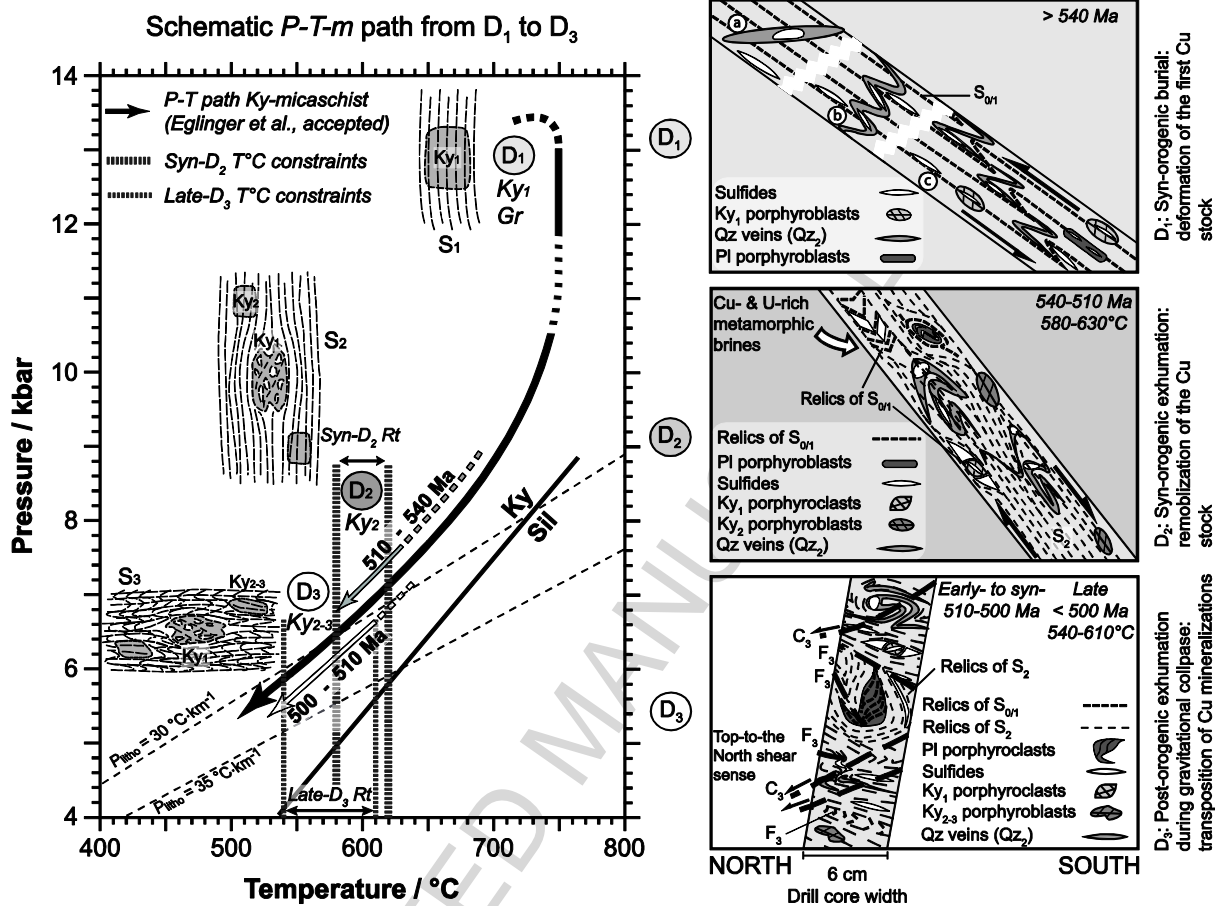 Schematic P-T-m path from D1 to D3
14
12
10
8
6
4
400
500
600
700
800
Pressure / kbar
Temperature / °C
P-T path Ky-micaschist
(Eglinger et al., accepted)
Syn-D2 T°C constraints
Late-D3 T°C constraints
Ky1
S1
D1
Ky1
Gr
Ky2
Ky1
S2
Syn-D2 Rt
D2
Ky2
510 - 540 Ma
Ky
Sil
S3
Ky2-3
Ky1
D3
Ky2-3
500 - 510 Ma
Plitho = 30 °C·km-1
Plitho = 35 °C·km-1
Late-D3 Rt
D1
> 540 Ma
a
b
c
S0/1
Sulfides
Ky1 porphyroblasts
Qz veins (Qz2)
Pl porphyroblasts
D1: Syn-orogenic burial:
deformation of the first Cu
stock
D2
Cu- & U-rich
metamorphic
brines
540-510 Ma
580-630°C
Relics of S0/1
Relics of S0/1
Pl porphyroblasts
Sulfides
Ky1 porphyroclasts
Ky2 porphyroblasts
Qz veins (Qz2)
S2
D2: Syn-orogenic exhumation:
remobilization of the Cu
stock
D3
Early- to syn-
510-500 Ma
Late
< 500 Ma
540-610°C
C3
F3
F3
Relics of S2
F3
Top-to-the
North shear
sense
C3
F3
Relics of S0/1
Relics of S2
Pl porphyroclasts
Sulfides
Ky1 porphyroclasts
Ky2-3 porphyroblasts
Qz veins (Qz2)
NORTH
SOUTH
6 cm
Drill core width
D3: Post-orogenic exhumation
during gravitational collpase:
transposition of Cu mineralizations